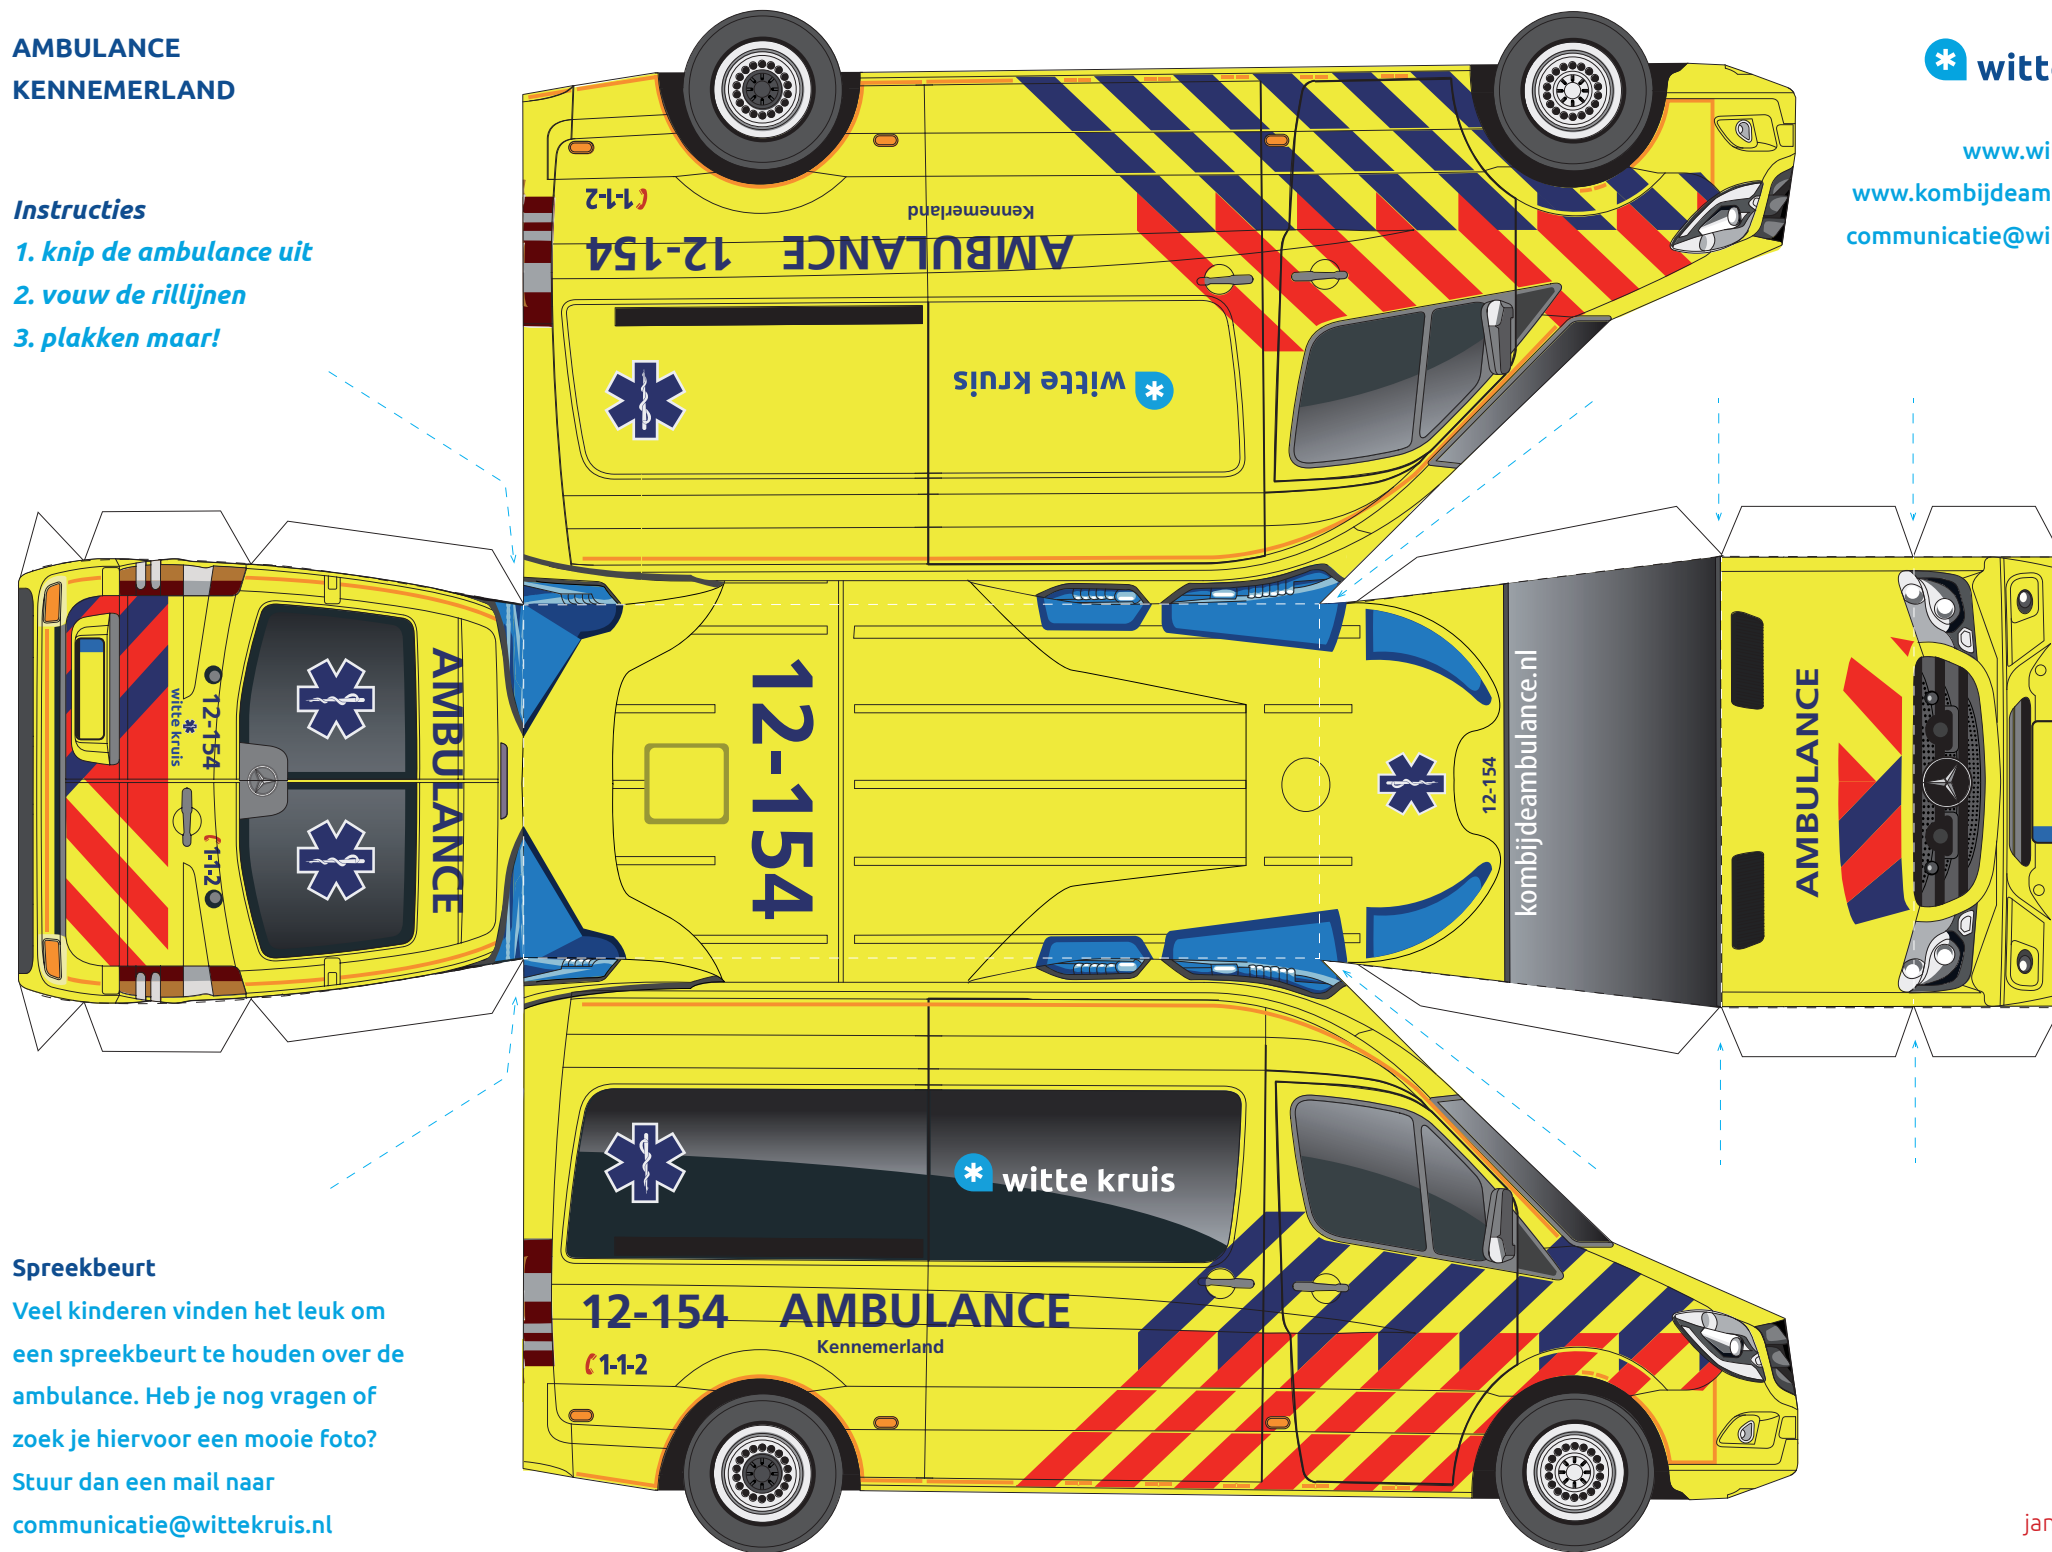 AMBULANCE
KENNEMERLAND
Instructies
1. knip de ambulance uit
2. vouw de rillijnen
3. plakken maar!
www.wi
www.kombijdeam
communicatie@wi
1-1-2
Kennemerland
12-154 AMBULANCE
witte kruis
AMBULANCE
12-154
witte kruis
1-1-2
12-154
12-154
kombijdeambulance.nl
AMBULANCE
witte kruis
12-154 AMBULANCE
Kennemerland
1-1-2
Spreekbeurt
Veel kinderen vinden het leuk om
een spreekbeurt te houden over de
ambulance. Heb je nog vragen of
zoek je hiervoor een mooie foto?
Stuur dan een mail naar
communicatie@wittekruis.nl